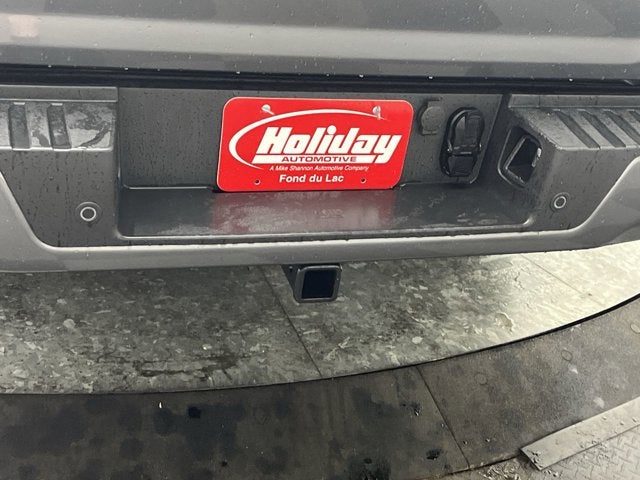 Holiday
AUTOMOTIVE
A Mike Shannon Automotive Company
Fond du Lac